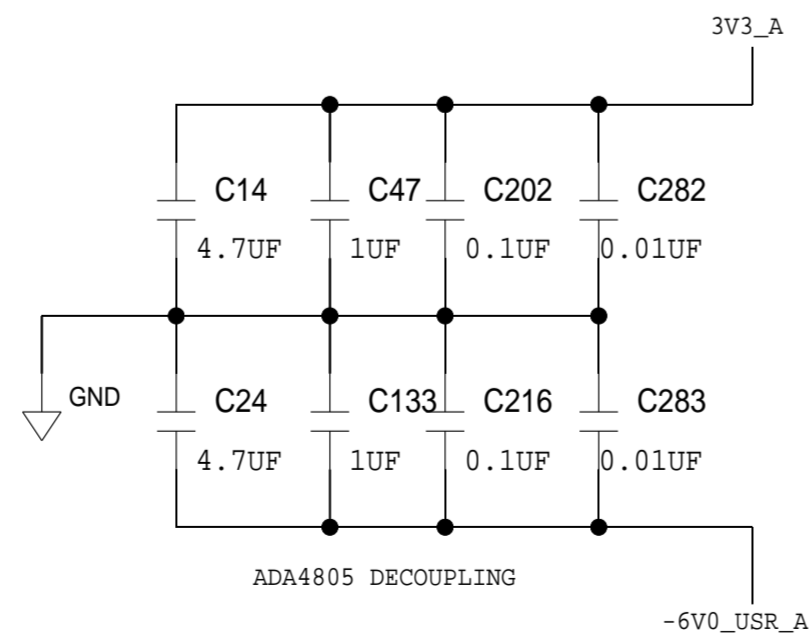 3V3_A
C14 C47 C202 C282
4.7UF 1UF 0.1UF 0.01UF
GND
C24 C133 C216 C283
4.7UF 1UF 0.1UF 0.01UF
ADA4805 DECOUPLING
-6V0_USR_A